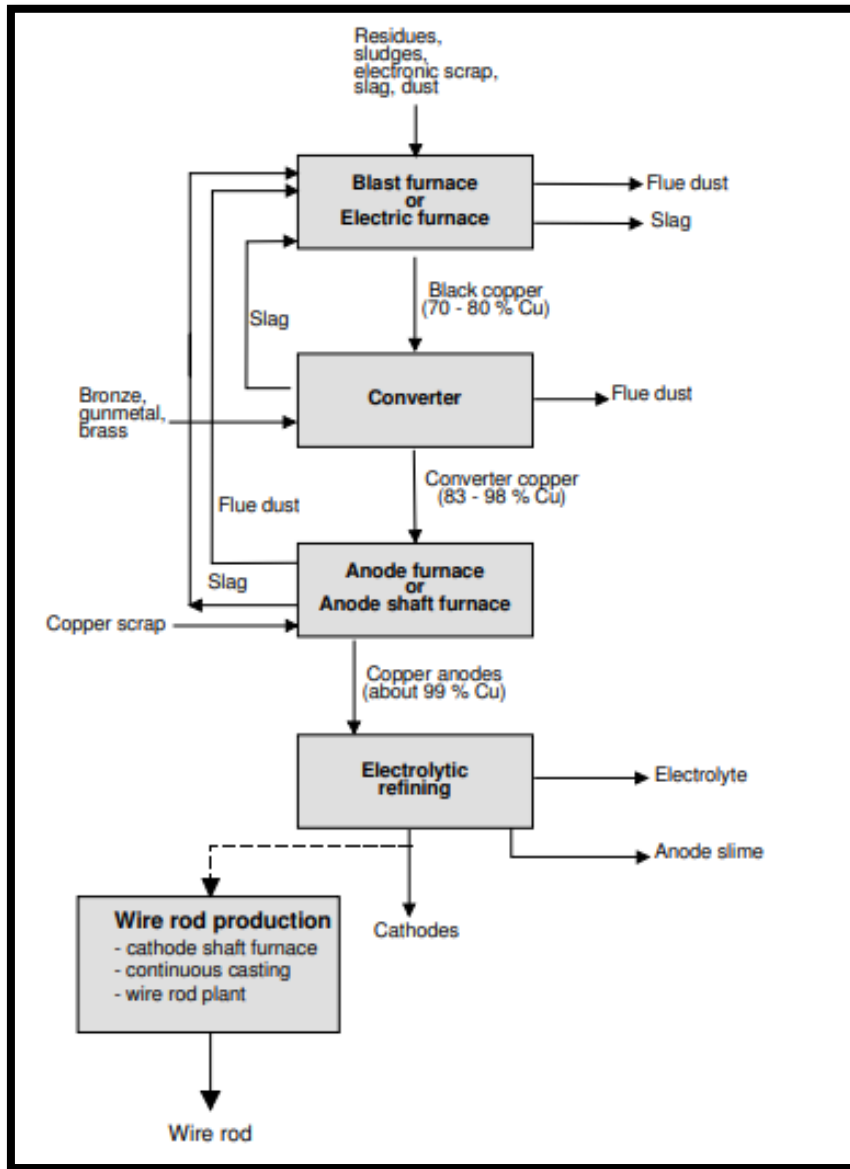 Residues,
sludges,
electronic scrap,
slag, dust
Blast furnace
or
Electric furnace
Flue dust
Slag
Black copper
(70 - 80 % Cu)
Slag
Converter
Flue dust
Bronze,
gunmetal,
brass
Converter copper
(83 - 98 % Cu)
Flue dust
Anode furnace
or
Anode shaft furnace
Slag
Copper scrap
Copper anodes
(about 99 % Cu)
Electrolytic
refining
Electrolyte
Anode slime
Cathodes
Wire rod production
- cathode shaft furnace
- continuous casting
- wire rod plant
Wire rod